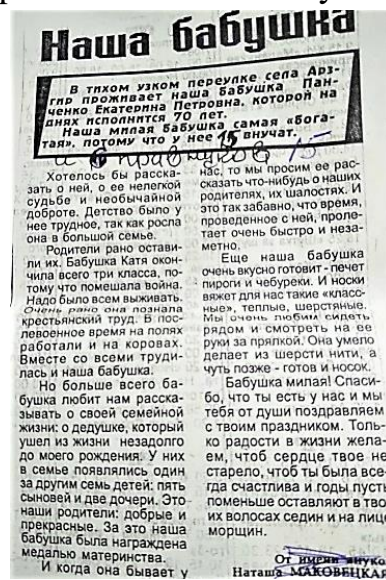 Наша бабушка
В тихом узком переулке села Арз-
гир проживает наша бабушка Пан-
ченко Екатерина Петровна, которой на
днях исполнится 70 лет.
Наша милая бабушка самая «бога-
тая», потому что у нее 15 внучат.
и правнуков 15
Хотелось бы расска-
зать о ней, о ее нелегкой
судьбе и необычайной
доброте. Детство было у
нее трудное, так как росла
она в большой семье.
Родители рано остави-
ли их. Бабушка Катя окон-
чила всего три класса, по-
тому что помешала война.
Надо было всем выживать.
Очень рано она познала
крестьянский труд. В пос-
левоенное время на полях
работали и на коровах.
Вместе со всеми труди-
лась и наша бабушка.
Но больше всего ба-
бушка любит нам расска-
зывать о своей семейной
жизни: о дедушке, который
ушел из жизни незадолго
до моего рождения. У них
в семье появлялись один
за другим семь детей: пять
сыновей и две дочери. Это
наши родители: добрые и
прекрасные. За это наша
бабушка была награждена
медалью материнства.
И когда она бывает у
нас, то мы просим ее рас-
сказать что-нибудь о наших
родителях, их шалостях. И
это так забавно, что время,
проведенное с ней, проле-
тает очень быстро и неза-
метно.
Еще наша бабушка
очень вкусно готовит - печет
пироги и чебуреки. И носки
вяжет для нас такие «клас-
сные», теплые, шерстяные.
Мы очень любим сидеть
рядом и смотреть на ее
руки за прялкой. Она умело
делает из шерсти нити, а
чуть позже - готов и носок.
Бабушка милая! Спаси-
бо, что ты есть у нас и мы
тебя от души поздравляем
с твоим праздником. Толь-
ко радости в жизни жела-
ем, чтоб сердце твое не
старело, чтоб ты была все-
гда счастлива и годы пусть
поменьше оставляют в тво
их волосах седин и на лице
морщин.
От имени внуко
Наташа МАКОВЕЦКАЯ